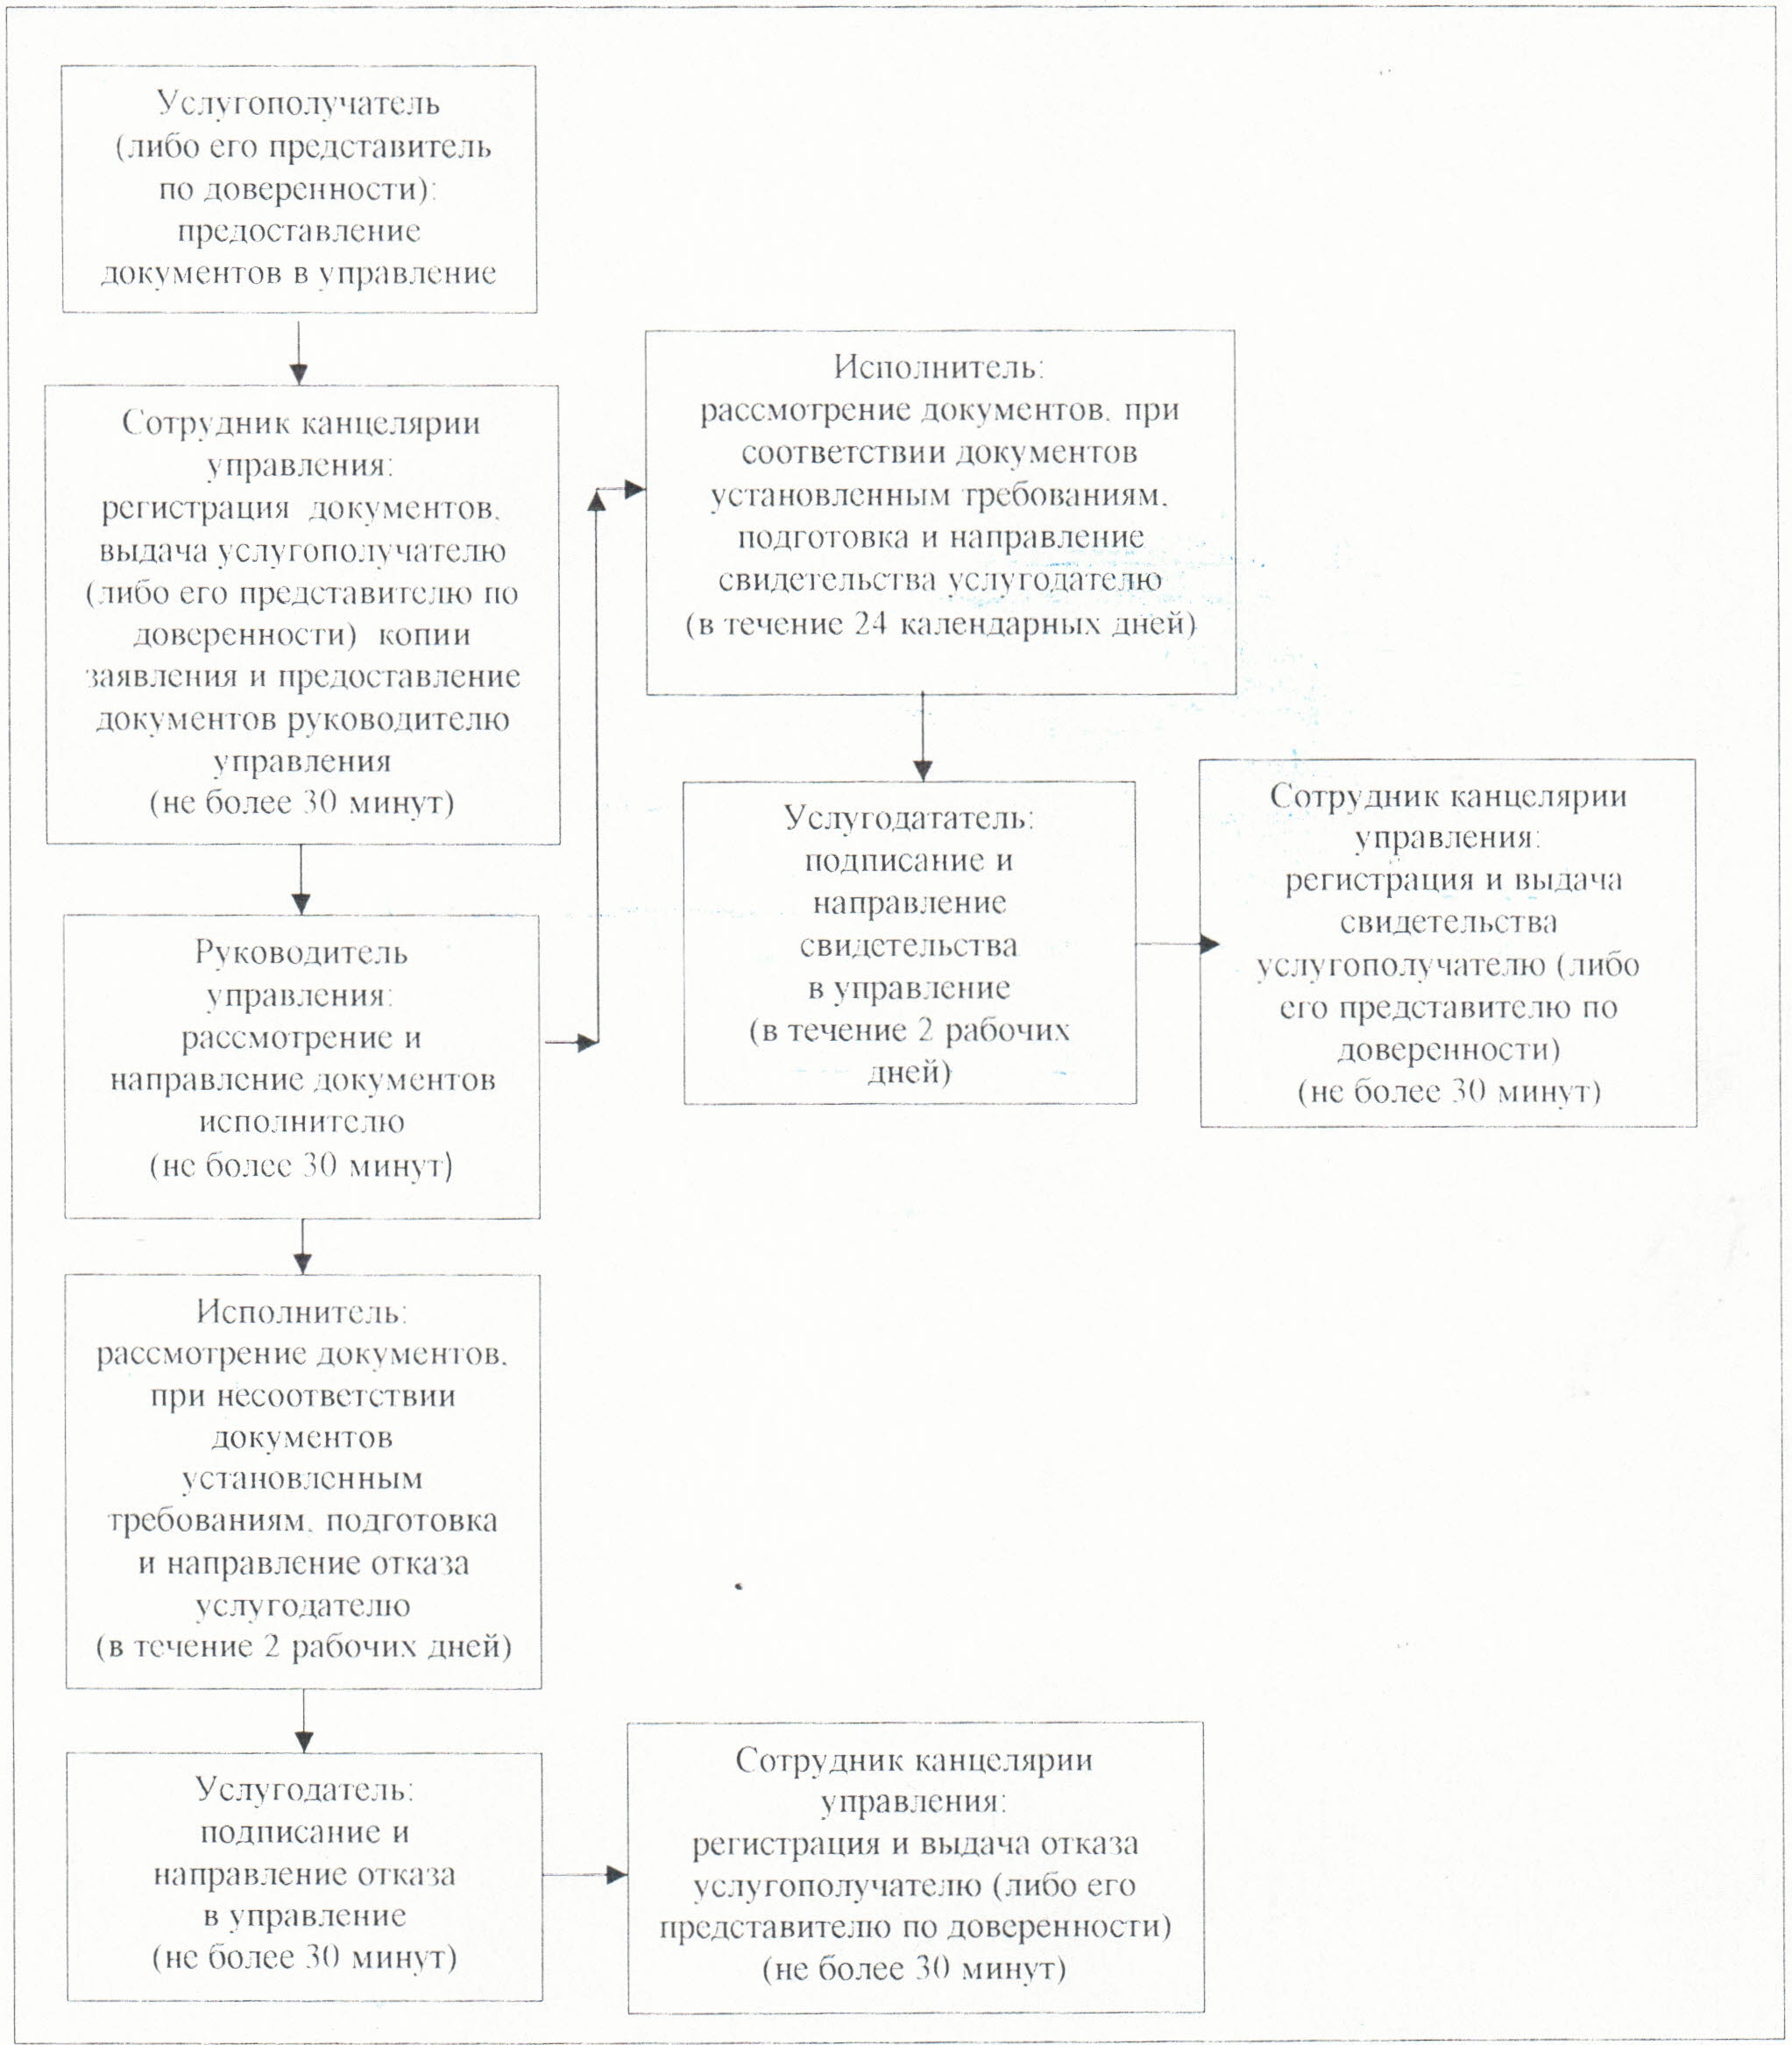 Услугополучатель
(либо его представитель
по доверенности):
предоставление
документов в управление
Сотрудник канцелярии
управления:
регистрация документов,
выдача услугополучателю
(либо его представителю по
доверенности) копии
заявления и предоставление
документов руководителю
управления
(не более 30 минут)
Руководитель
управления:
рассмотрение и
направление документов
исполнителю
(не более 30 минут)
Исполнитель:
рассмотрение документов, при
соответствии документов
установленным требованиям,
подготовка и направление
свидетельства услугодателю
(в течение 24 календарных дней)
Услугодататель:
подписание и
направление
свидетельства
в управление
(в течение 2 рабочих
дней)
Сотрудник канцелярии
управления:
регистрация и выдача
свидетельства
услугополучателю (либо
его представителю по
доверенности)
(не более 30 минут)
Исполнитель:
рассмотрение документов,
при несоответствии
документов
установленным
требованиям, подготовка
и направление отказа
услугодателю
(в течение 2 рабочих дней)
Услугодатель:
подписание и
направление отказа
в управление
(не более 30 минут)
Сотрудник канцелярии
управления:
регистрация и выдача отказа
услугополучателю (либо его
представителю по доверенности)
(не более 30 минут)